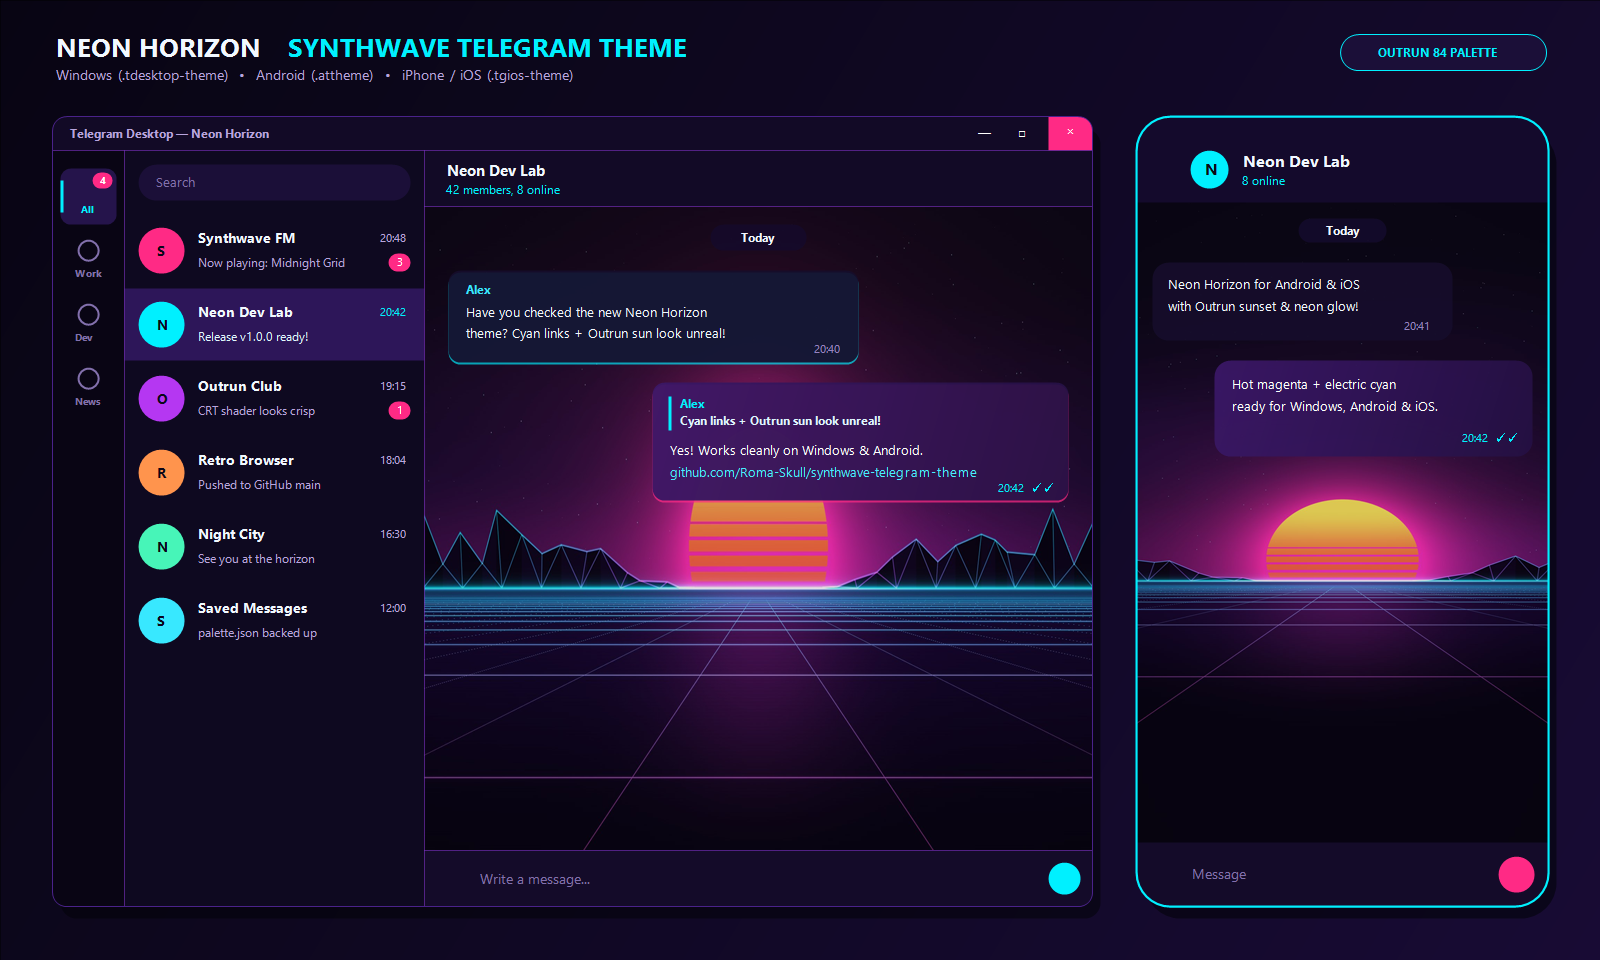 NEON HORIZON SYNTHWAVE TELEGRAM THEME
Windows (.tdesktop-theme) • Android (.attheme) • iPhone / iOS (.tgios-theme)
OUTRUN 84 PALETTE
Telegram Desktop — Neon Horizon
4
All
Work
Dev
News
Search
Synthwave FM 20:48
Now playing: Midnight Grid 3
S
Neon Dev Lab 20:42
Release v1.0.0 ready!
N
Outrun Club 19:15
CRT shader looks crisp 1
O
Retro Browser 18:04
Pushed to GitHub main
R
Night City 16:30
See you at the horizon
N
Saved Messages 12:00
palette.json backed up
S
Neon Dev Lab
42 members, 8 online
Today
Alex
Have you checked the new Neon Horizon
theme? Cyan links + Outrun sun look unreal!
20:40
Alex
Cyan links + Outrun sun look unreal!
Yes! Works cleanly on Windows & Android.
github.com/Roma-Skull/synthwave-telegram-theme
20:42 ✓✓
Write a message...
N
Neon Dev Lab
8 online
Today
Neon Horizon for Android & iOS
with Outrun sunset & neon glow!
20:41
Hot magenta + electric cyan
ready for Windows, Android & iOS.
20:42 ✓✓
Message